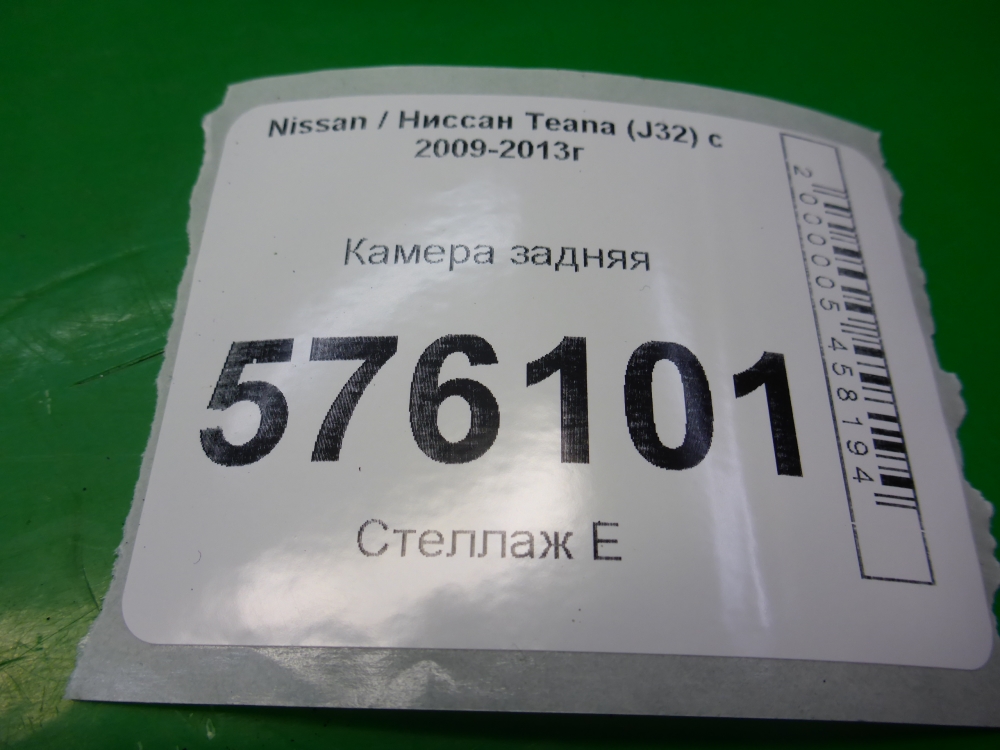 Nissan / Ниссан Teana (J32) с
2009-2013г
Камера задняя
576101
Стеллаж Е
2000005458194